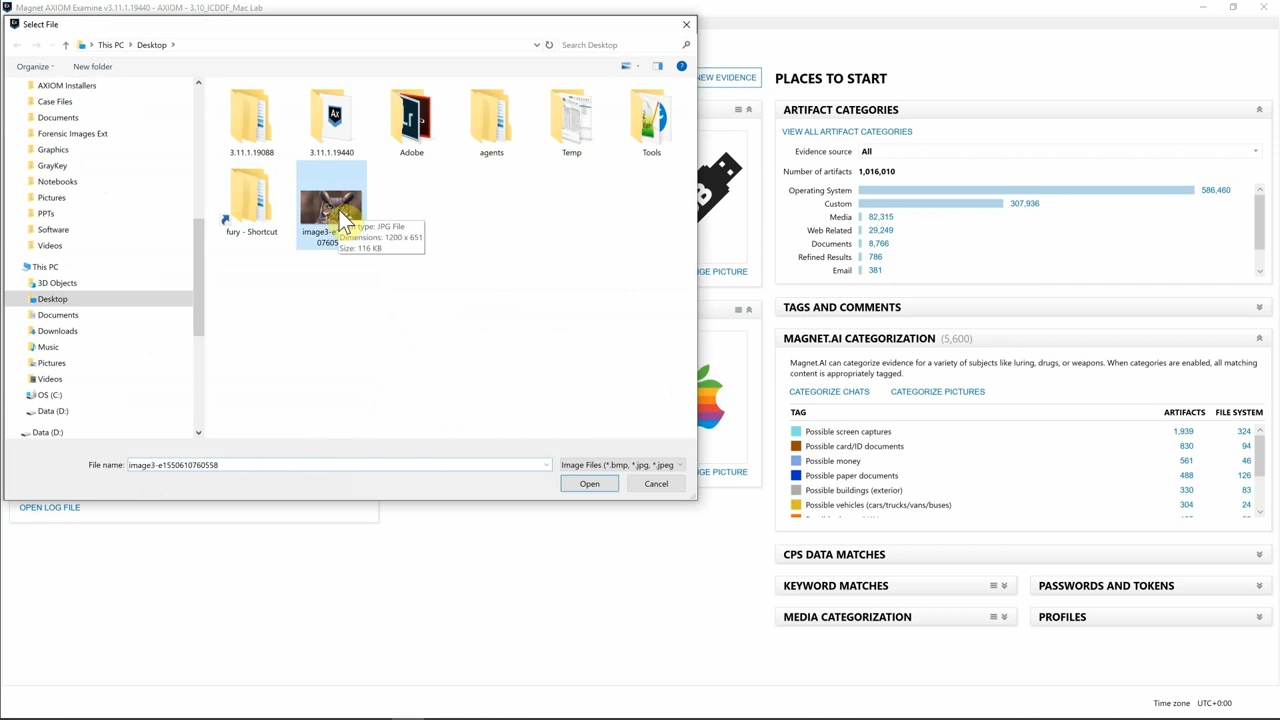 Magnet AXIOM Examine v3.11.1.19440 - AXIOM - 3.10_ICDDF_Mac Lab
Select File
This PC > Desktop >
Search Desktop
Organize
New folder
AXIOM Installers
Case Files
Documents
Forensic Images Ext
Graphics
GrayKey
Notebooks
Pictures
PPTs
Software
Videos
This PC
3D Objects
Desktop
Documents
Downloads
Music
Pictures
Videos
OS (C:)
Data (D:)
Data (D:)
3.11.1.19088
3.11.1.19440
Adobe
agents
Temp
Tools
fury - Shortcut
type: JPG File
Dimensions: 1200 x 651
Size: 116 KB
File name:
image3-e1550610760558
Image Files (*.bmp, *.jpg, *.jpeg
Open
Cancel
OPEN LOG FILE
EW EVIDENCE
GE PICTURE
GE PICTURE
PLACES TO START
ARTIFACT CATEGORIES
VIEW ALL ARTIFACT CATEGORIES
Evidence source All
Number of artifacts 1,016,010
Operating System 586,460
Custom 307,936
Media 82,315
Web Related 29,249
Documents 8,766
Refined Results 786
Email 381
TAGS AND COMMENTS
MAGNET.AI CATEGORIZATION (5,600)
Magnet.AI can categorize evidence for a variety of subjects like luring, drugs, or weapons. When categories are enabled, all matching
content is appropriately tagged.
CATEGORIZE CHATS CATEGORIZE PICTURES
TAG ARTIFACTS FILE SYSTEM
Possible screen captures 1,939 324
Possible card/ID documents 830 94
Possible money 561 46
Possible paper documents 488 126
Possible buildings (exterior) 330 83
Possible vehicles (cars/trucks/vans/buses) 304 24
CPS DATA MATCHES
KEYWORD MATCHES
PASSWORDS AND TOKENS
MEDIA CATEGORIZATION
PROFILES
Time zone UTC+0:00